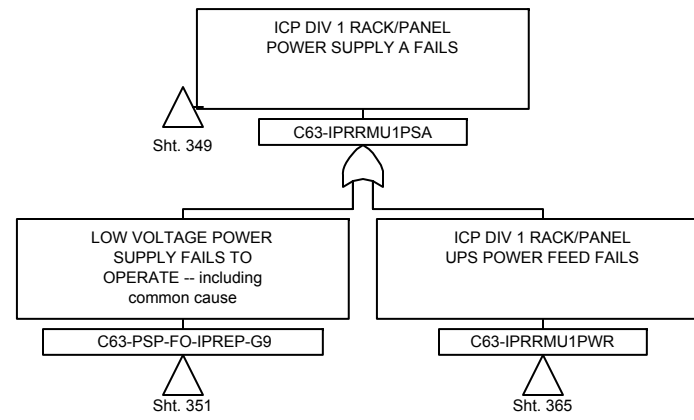 ICP DIV 1 RACK/PANEL
POWER SUPPLY A FAILS
Sht. 349
C63-IPRRMU1PSA
LOW VOLTAGE POWER
SUPPLY FAILS TO
OPERATE -- including
common cause
C63-PSP-FO-IPREP-G9
Sht. 351
ICP DIV 1 RACK/PANEL
UPS POWER FEED FAILS
C63-IPRRMU1PWR
Sht. 365